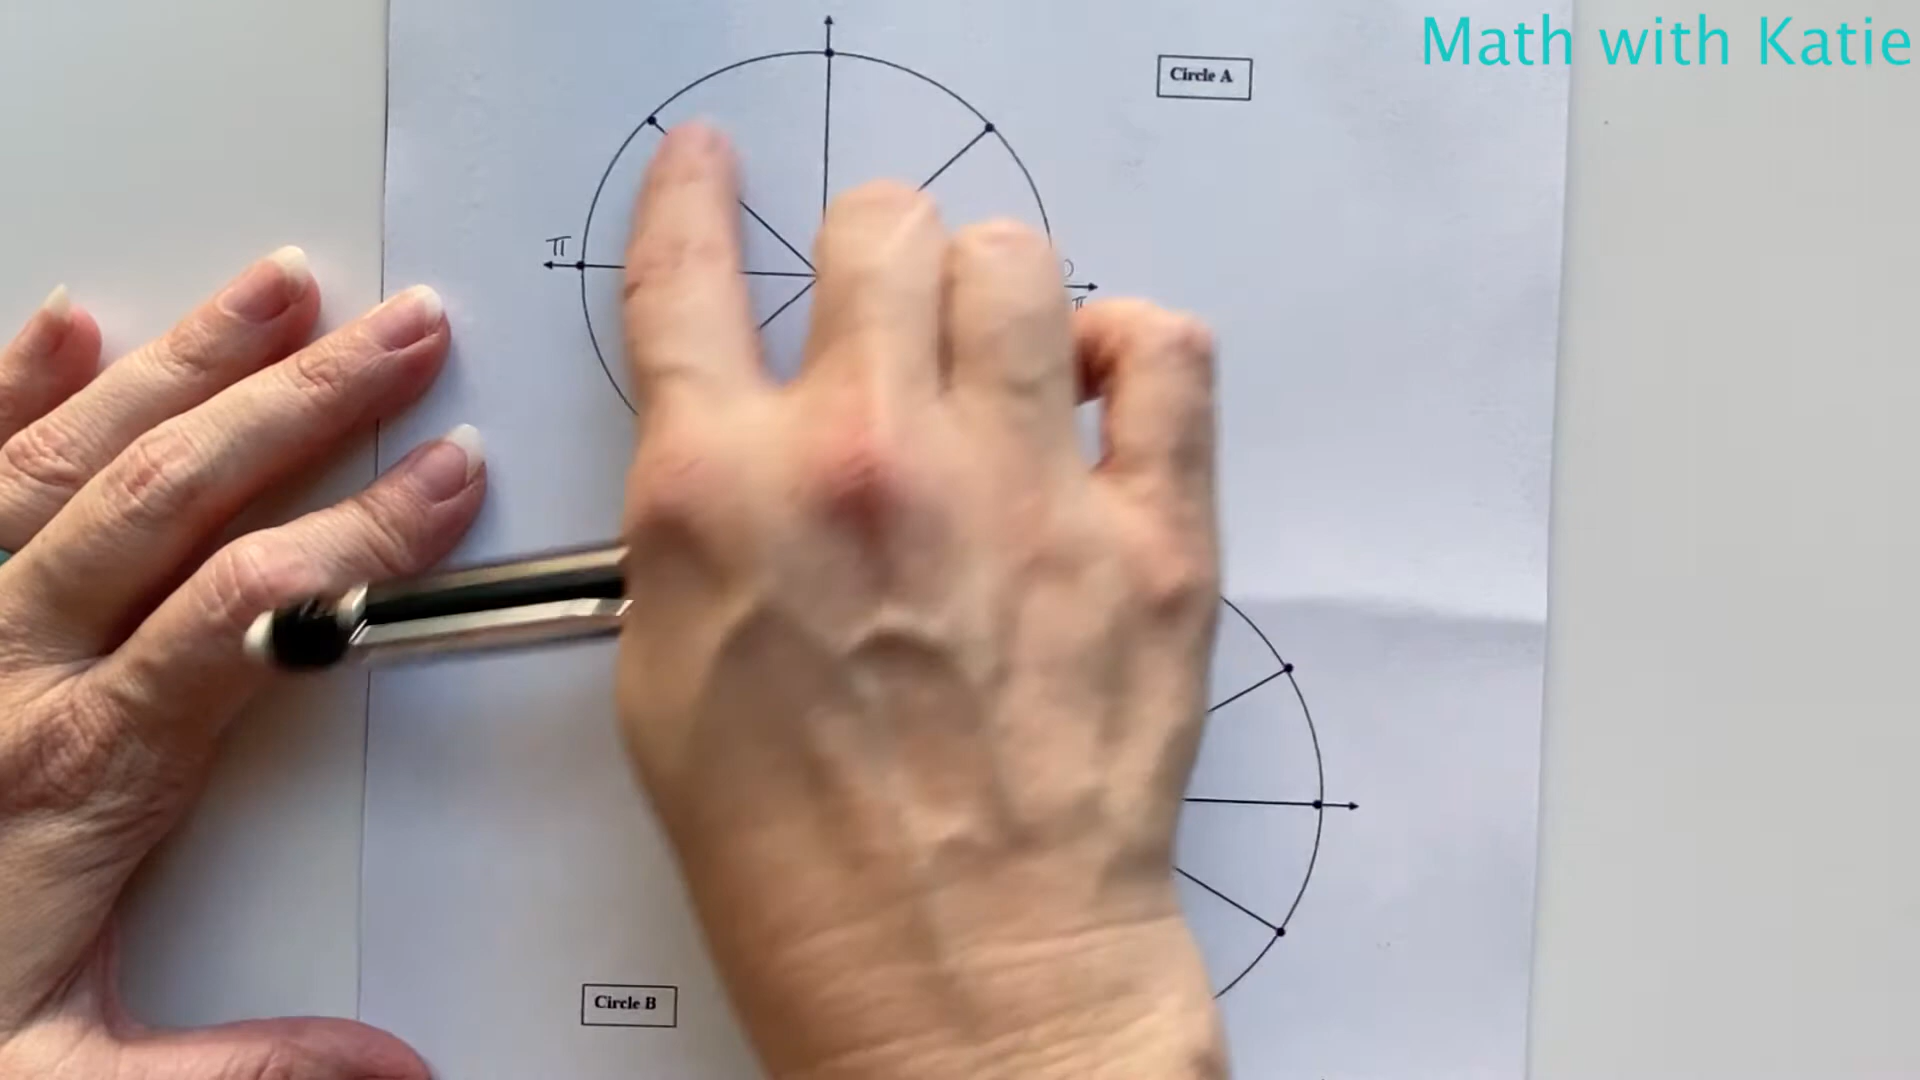 Math with Katie
Circle A
π
π
Circle B